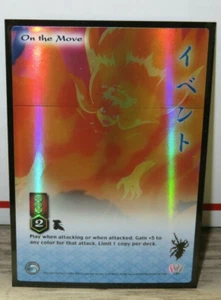 On the Move
イベント
2
Play when attacking or when attacked. Gain +5 to
any color for that attack. Limit 1 copy per deck.